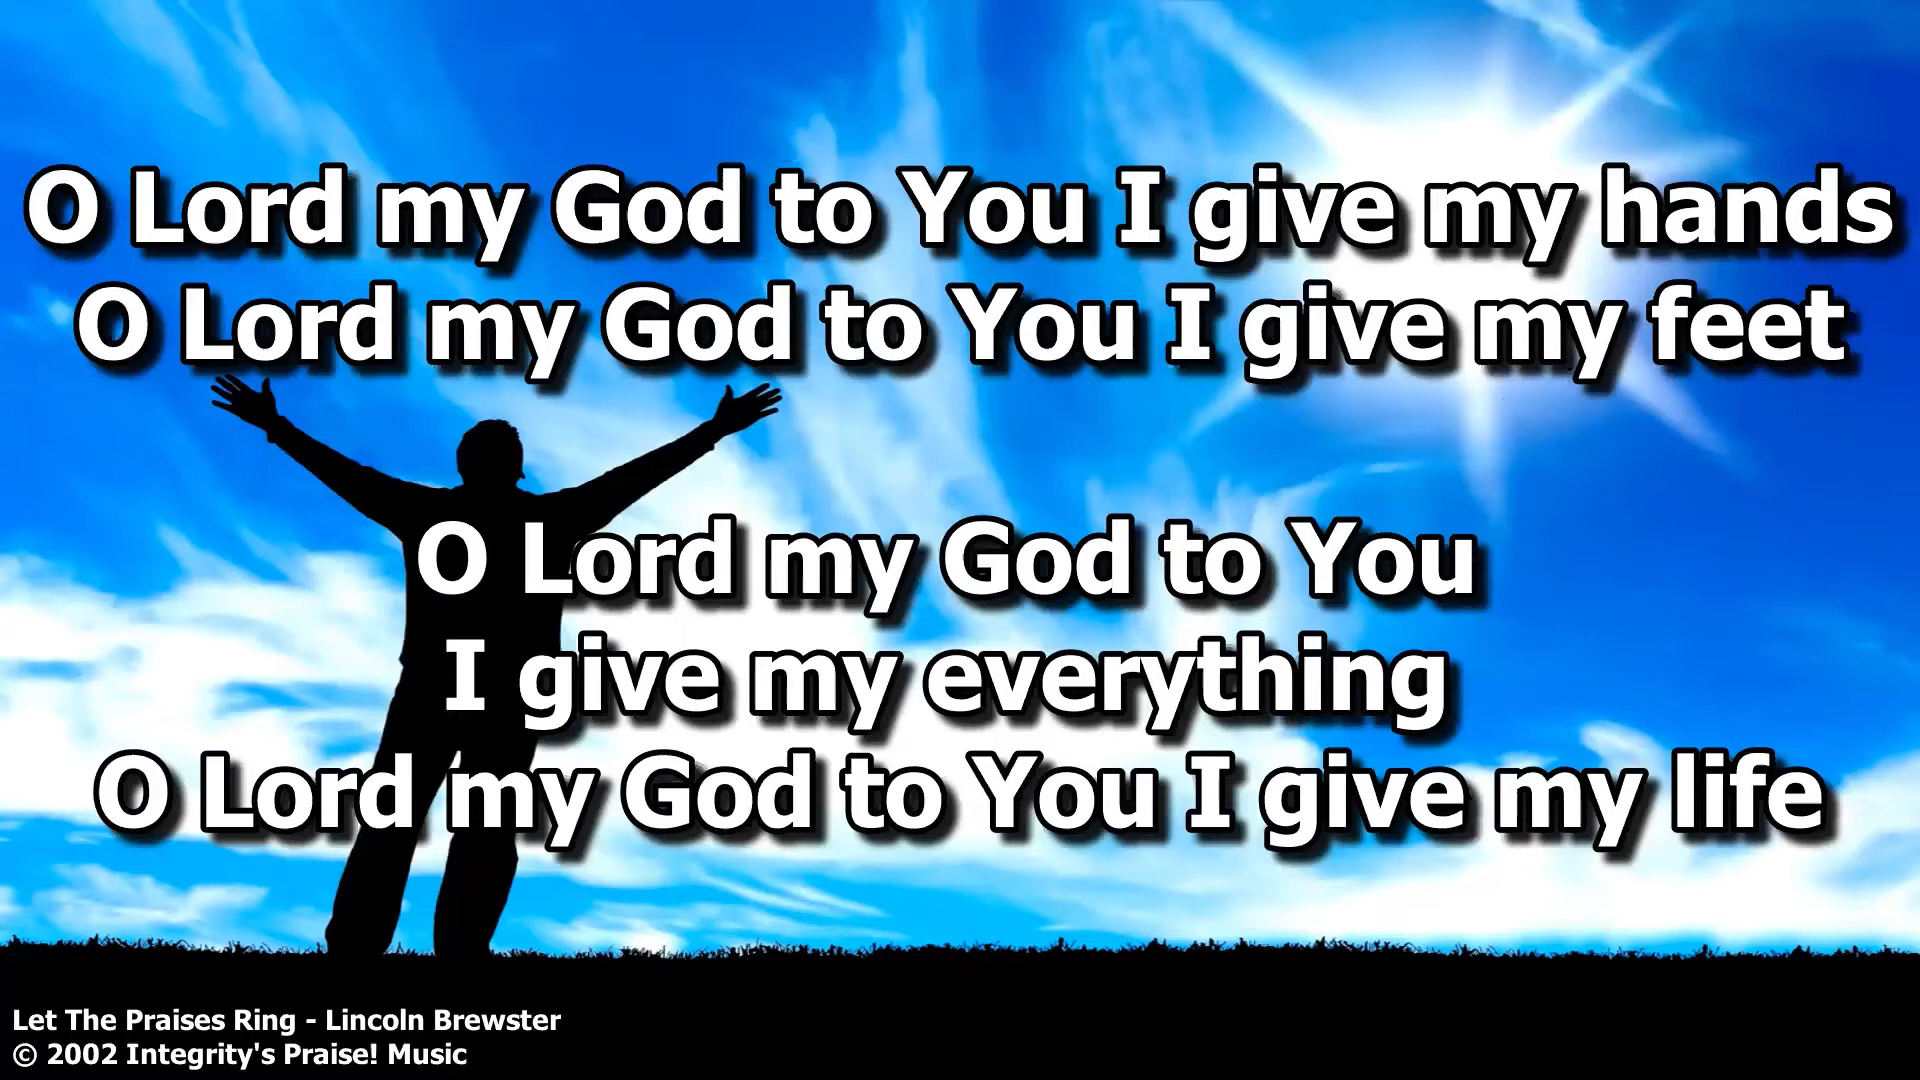 O Lord my God to You I give my hands
O Lord my God to You I give my feet
O Lord my God to You
I give my everything
O Lord my God to You I give my life
Let The Praises Ring - Lincoln Brewster
© 2002 Integrity's Praise! Music